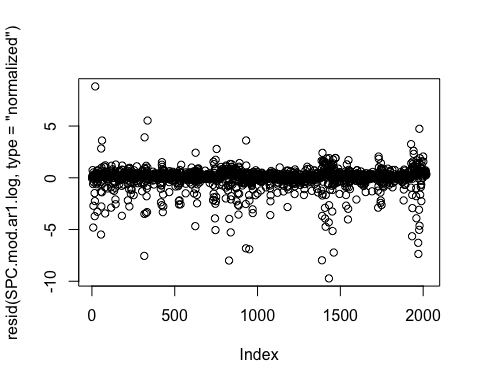 resid(SPC.mod.ar1.log, type = "normalized")
5
0
-5
-10
0 500 1000 1500 2000
Index